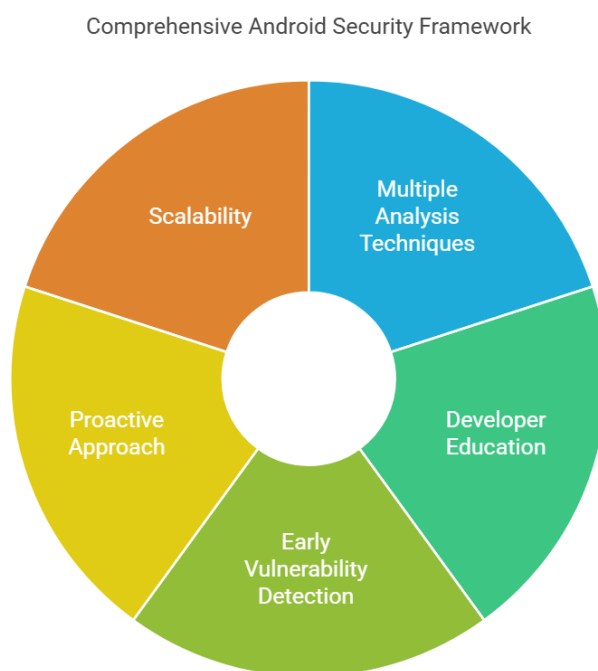 Comprehensive Android Security Framework
Scalability
Multiple
Analysis
Techniques
Proactive
Approach
Developer
Education
Early
Vulnerability
Detection